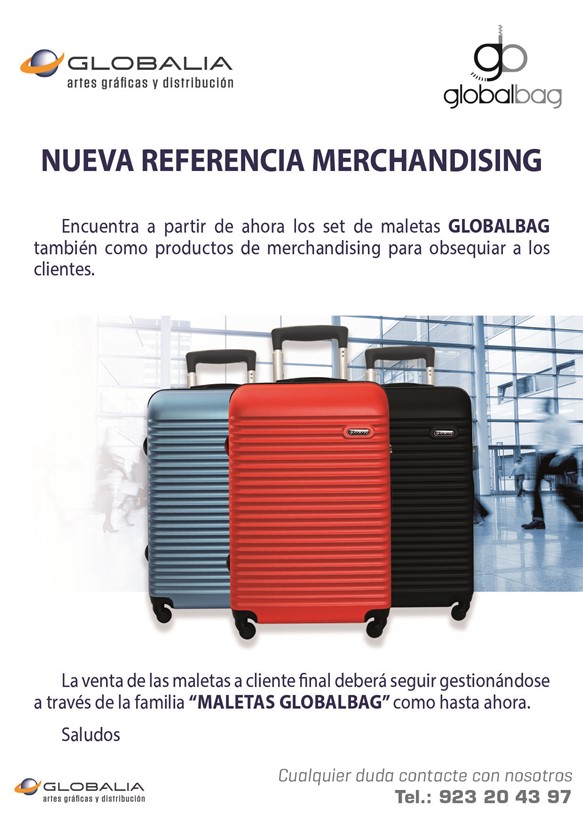 GLOBALIA
artes gráficas y distribución
gb
globalbag
NUEVA REFERENCIA MERCHANDISING
Encuentra a partir de ahora los set de maletas GLOBALBAG
también como productos de merchandising para obsequiar a los
clientes.
La venta de las maletas a cliente final deberá seguir gestionándose
a través de la familia “MALETAS GLOBALBAG” como hasta ahora.
Saludos
GLOBALIA
artes gráficas y distribución
Cualquier duda contacte con nosotros
Tel.: 923 20 43 97